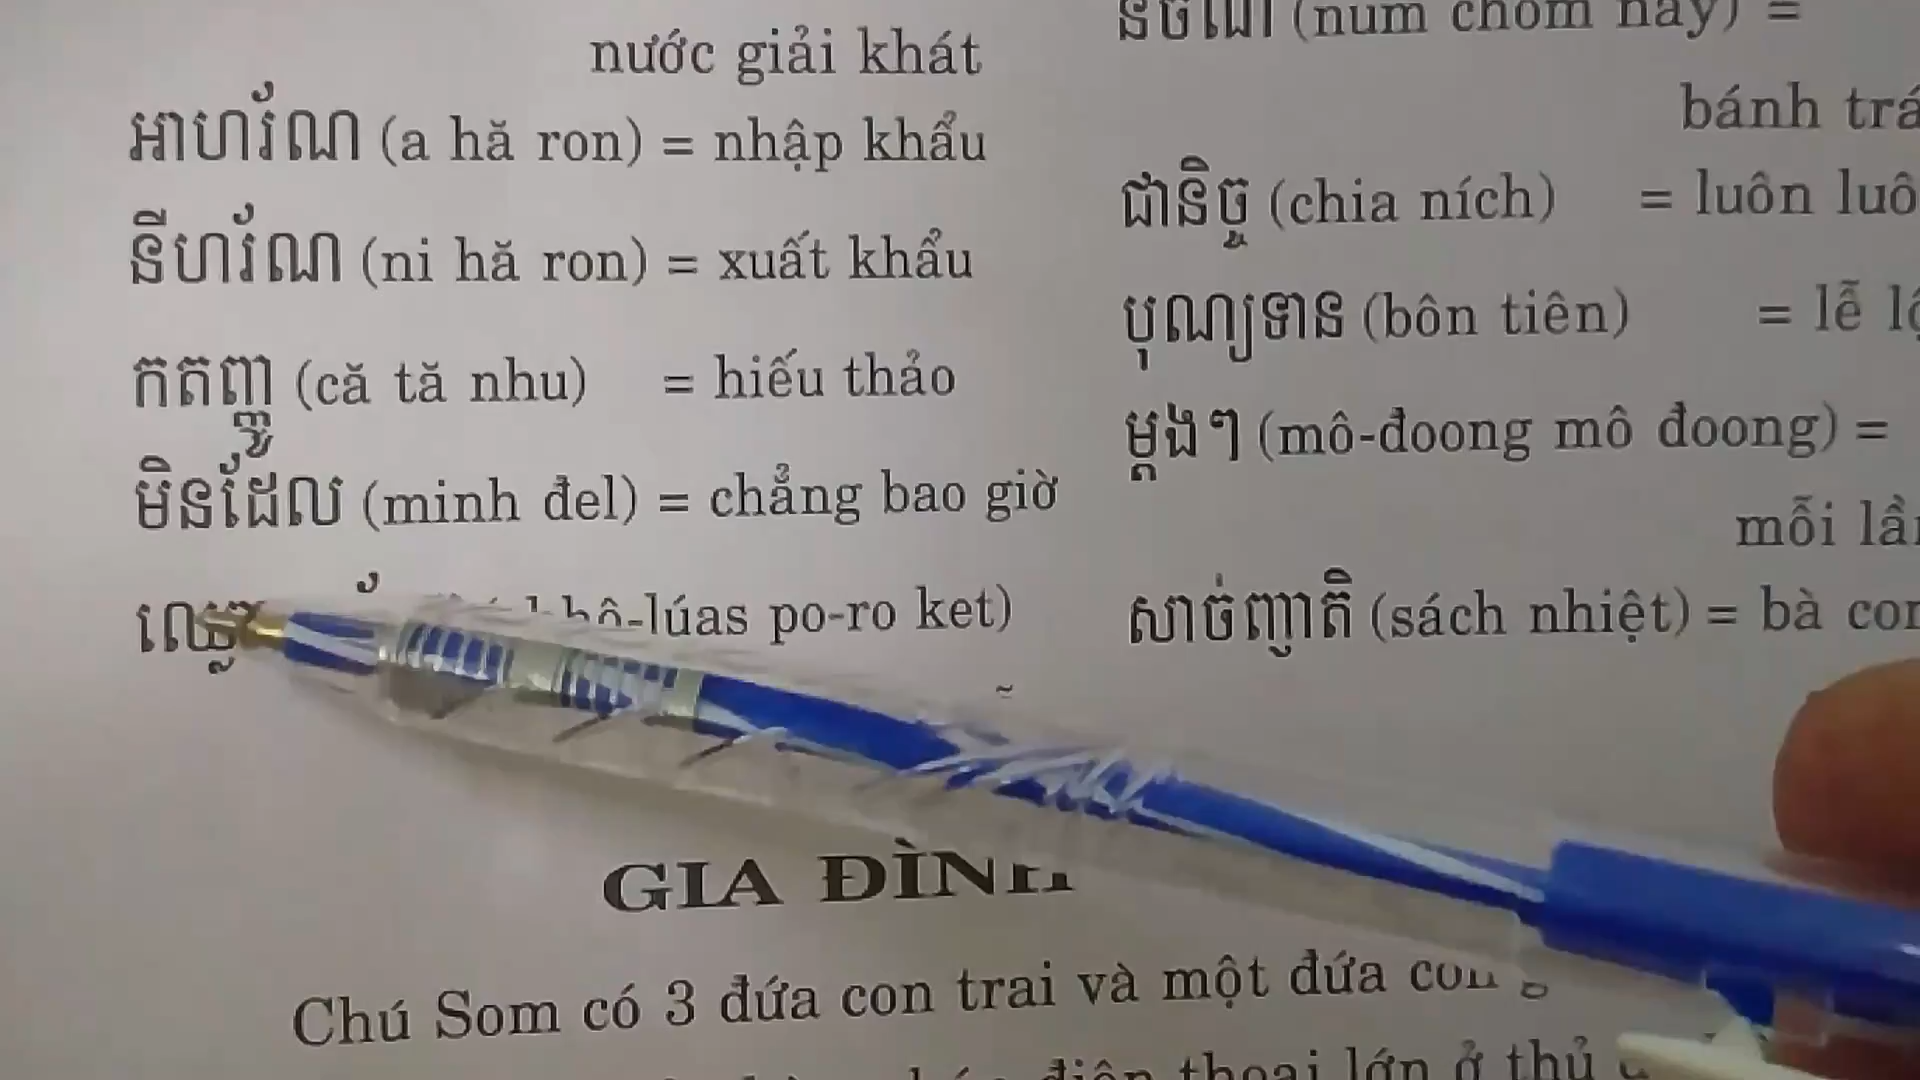 nước giải khát
អាហរ័ណ (a hă ron) = nhập khẩu
នីហរ័ណ (ni hă ron) = xuất khẩu
កតញ្ញូ (că tă nhu) = hiếu thảo
មិនដែល (minh đel) = chẳng bao giờ
po-ro ket)
(num chom nay) =
bánh
ជានិច្ច (chia ních) = luôn
បុណ្យទាន (bôn tiên) = lễ
ម្ដងៗ (mô-đoong mô đoong) =
mỗi
សាច់ញាតិ (sách nhiệt) = bà
GIA
Chú Som có 3 đứa con trai và một đứa
điện thoại lớn ở thủ